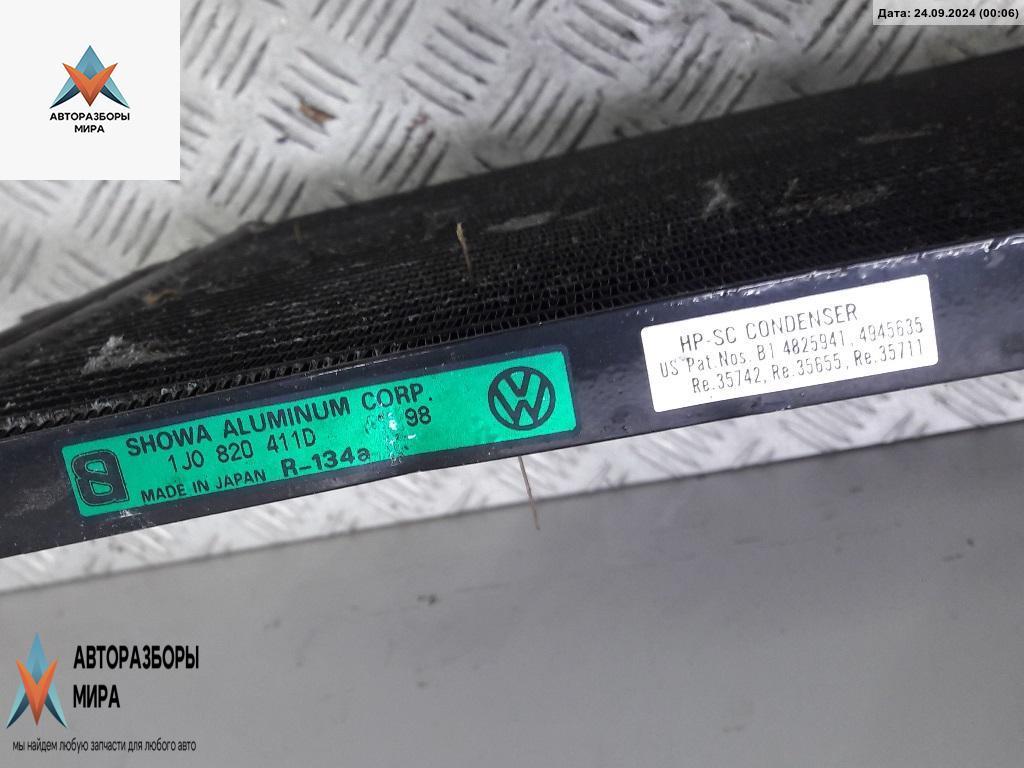 Дата: 24.09.2024 (00:06)
АВТОРАЗБОРЫ
МИРА
HP-SC CONDENSER
US Pat. Nos. B1 4825941, 4945635
Re.35742, Re.35655, Re.35711
8 SHOWA ALUMINUM CORP.
1J0 820 411D 98
MADE IN JAPAN R-134a
АВТОРАЗБОРЫ
МИРА
мы найдем любую запчасти для любого авто